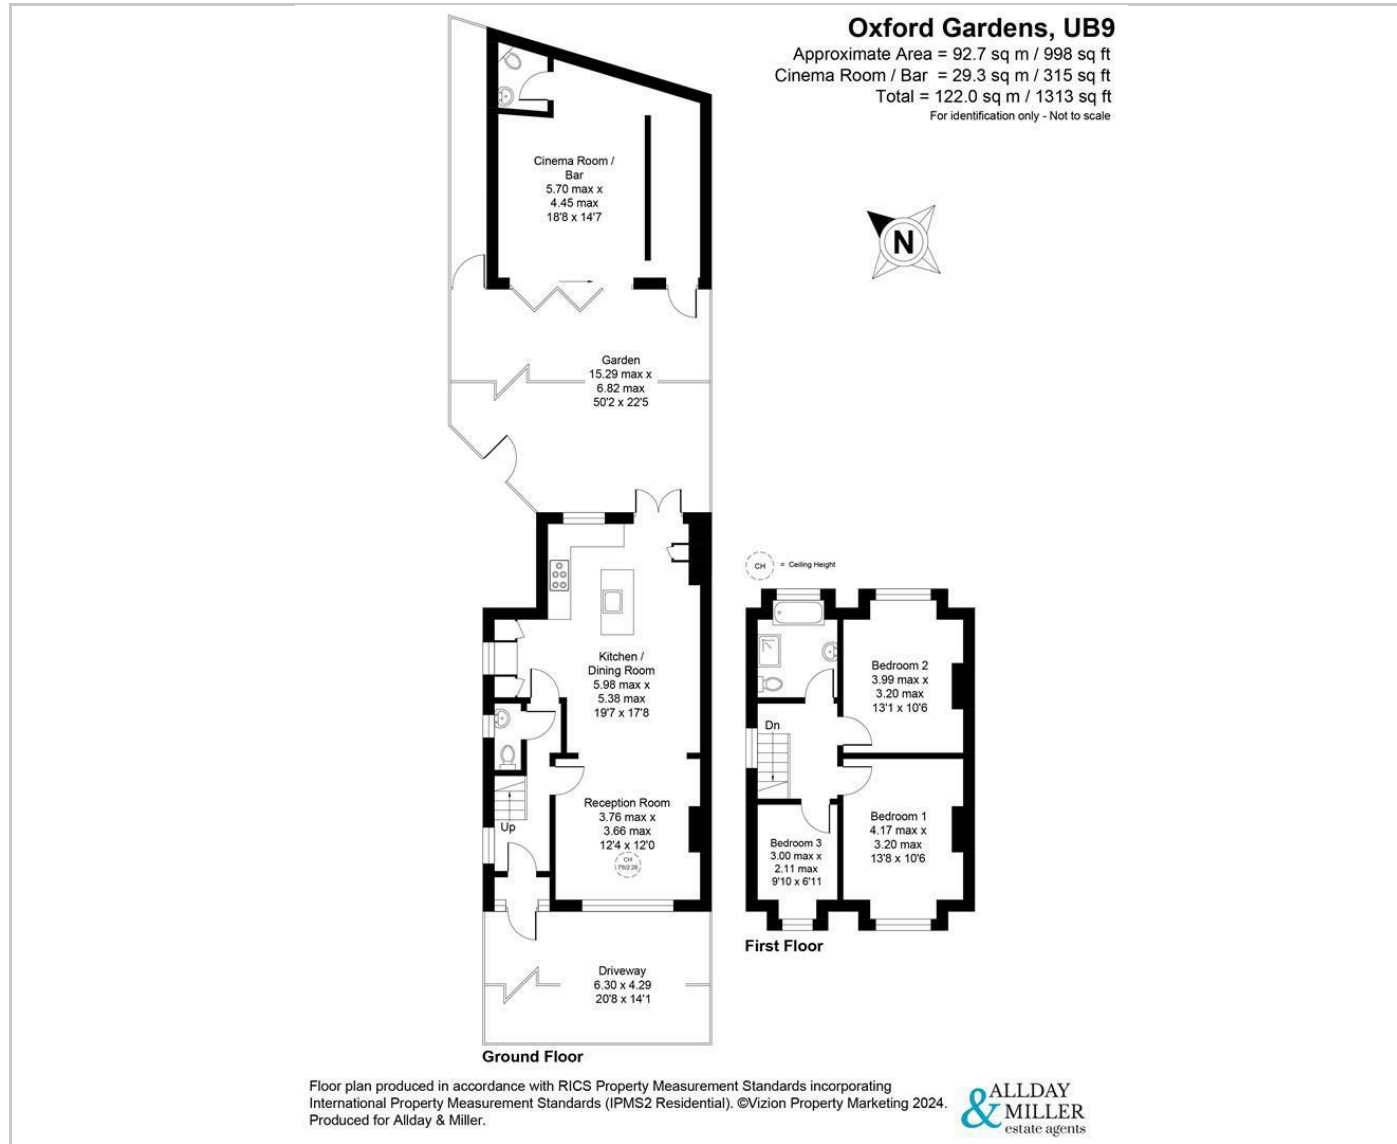 Oxford Gardens, UB9
Approximate Area = 92.7 sq m / 998 sq ft
Cinema Room / Bar = 29.3 sq m / 315 sq ft
Total = 122.0 sq m / 1313 sq ft
For identification only - Not to scale
Cinema Room /
Bar
5.70 max x
4.45 max
18'8 x 14'7
N
Garden
15.29 max x
6.82 max
50'2 x 22'5
CH = Ceiling Height
Kitchen /
Dining Room
5.98 max x
5.38 max
19'7 x 17'8
Bedroom 2
3.99 max x
3.20 max
13'1 x 10'6
Dn
Reception Room
3.76 max x
3.66 max
12'4 x 12'0
CH
Up
Bedroom 1
4.17 max x
3.20 max
13'8 x 10'6
Bedroom 3
3.00 max x
2.11 max
9'10 x 6'11
First Floor
Driveway
6.30 x 4.29
20'8 x 14'1
Ground Floor
Floor plan produced in accordance with RICS Property Measurement Standards incorporating
International Property Measurement Standards (IPMS2 Residential). ©Vizion Property Marketing 2024.
Produced for Allday & Miller.
ALLDAY
& MILLER
estate agents